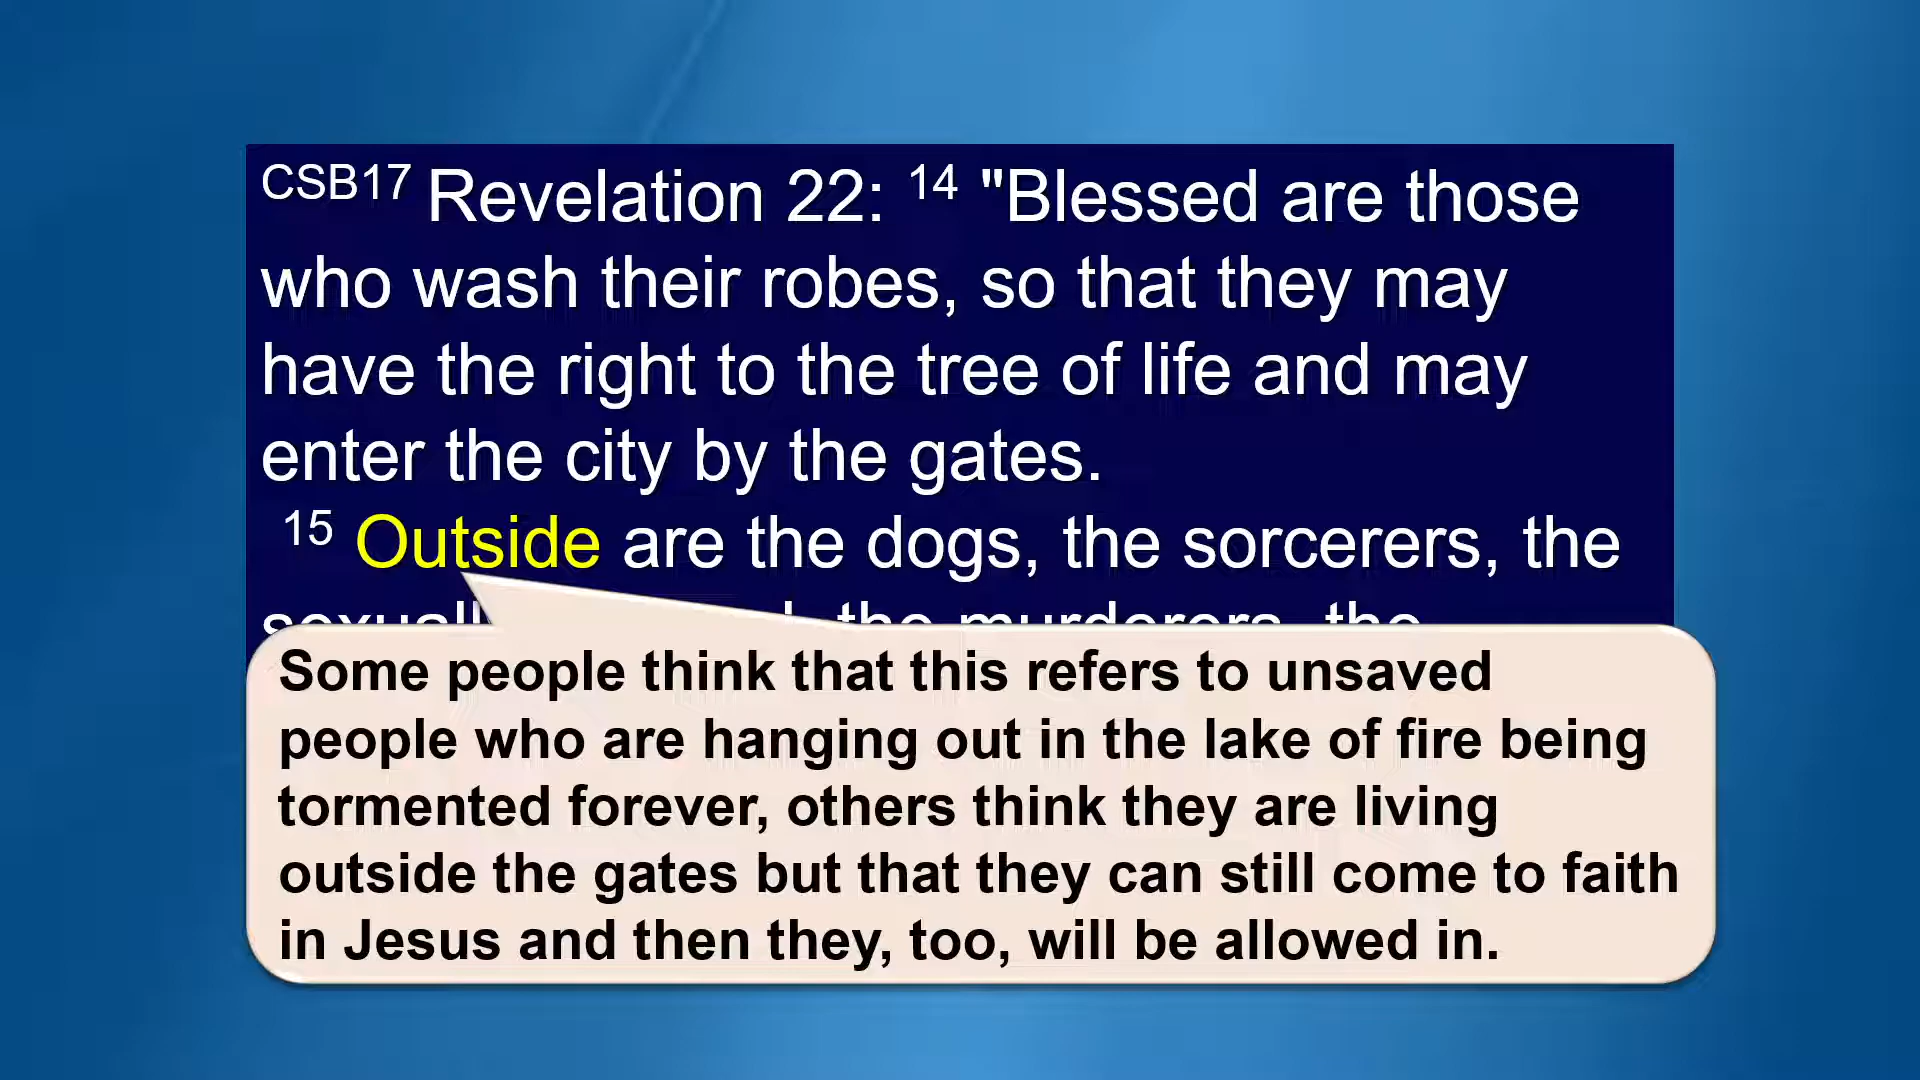 CSB17 Revelation 22: 14 "Blessed are those
who wash their robes, so that they may
have the right to the tree of life and may
enter the city by the gates.
15 Outside are the dogs, the sorcerers, the
the murderers, the
Some people think that this refers to unsaved
people who are hanging out in the lake of fire being
tormented forever, others think they are living
outside the gates but that they can still come to faith
in Jesus and then they, too, will be allowed in.